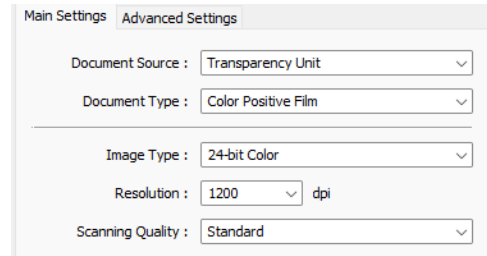 Main Settings Advanced Settings
Document Source : Transparency Unit
Document Type : Color Positive Film
Image Type : 24-bit Color
Resolution : 1200 dpi
Scanning Quality : Standard